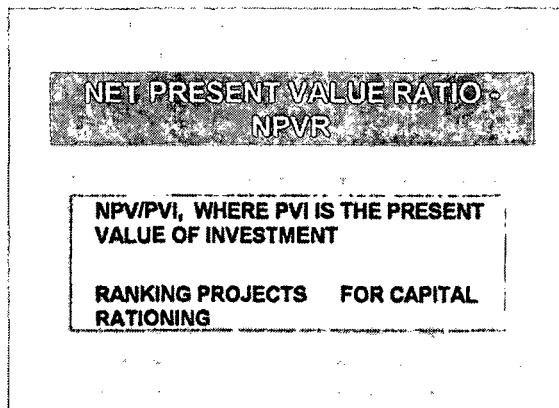 NET PRESENT VALUE RATIO -
NPVR
NPV/PVI, WHERE PVI IS THE PRESENT
VALUE OF INVESTMENT
RANKING PROJECTS FOR CAPITAL
RATIONING